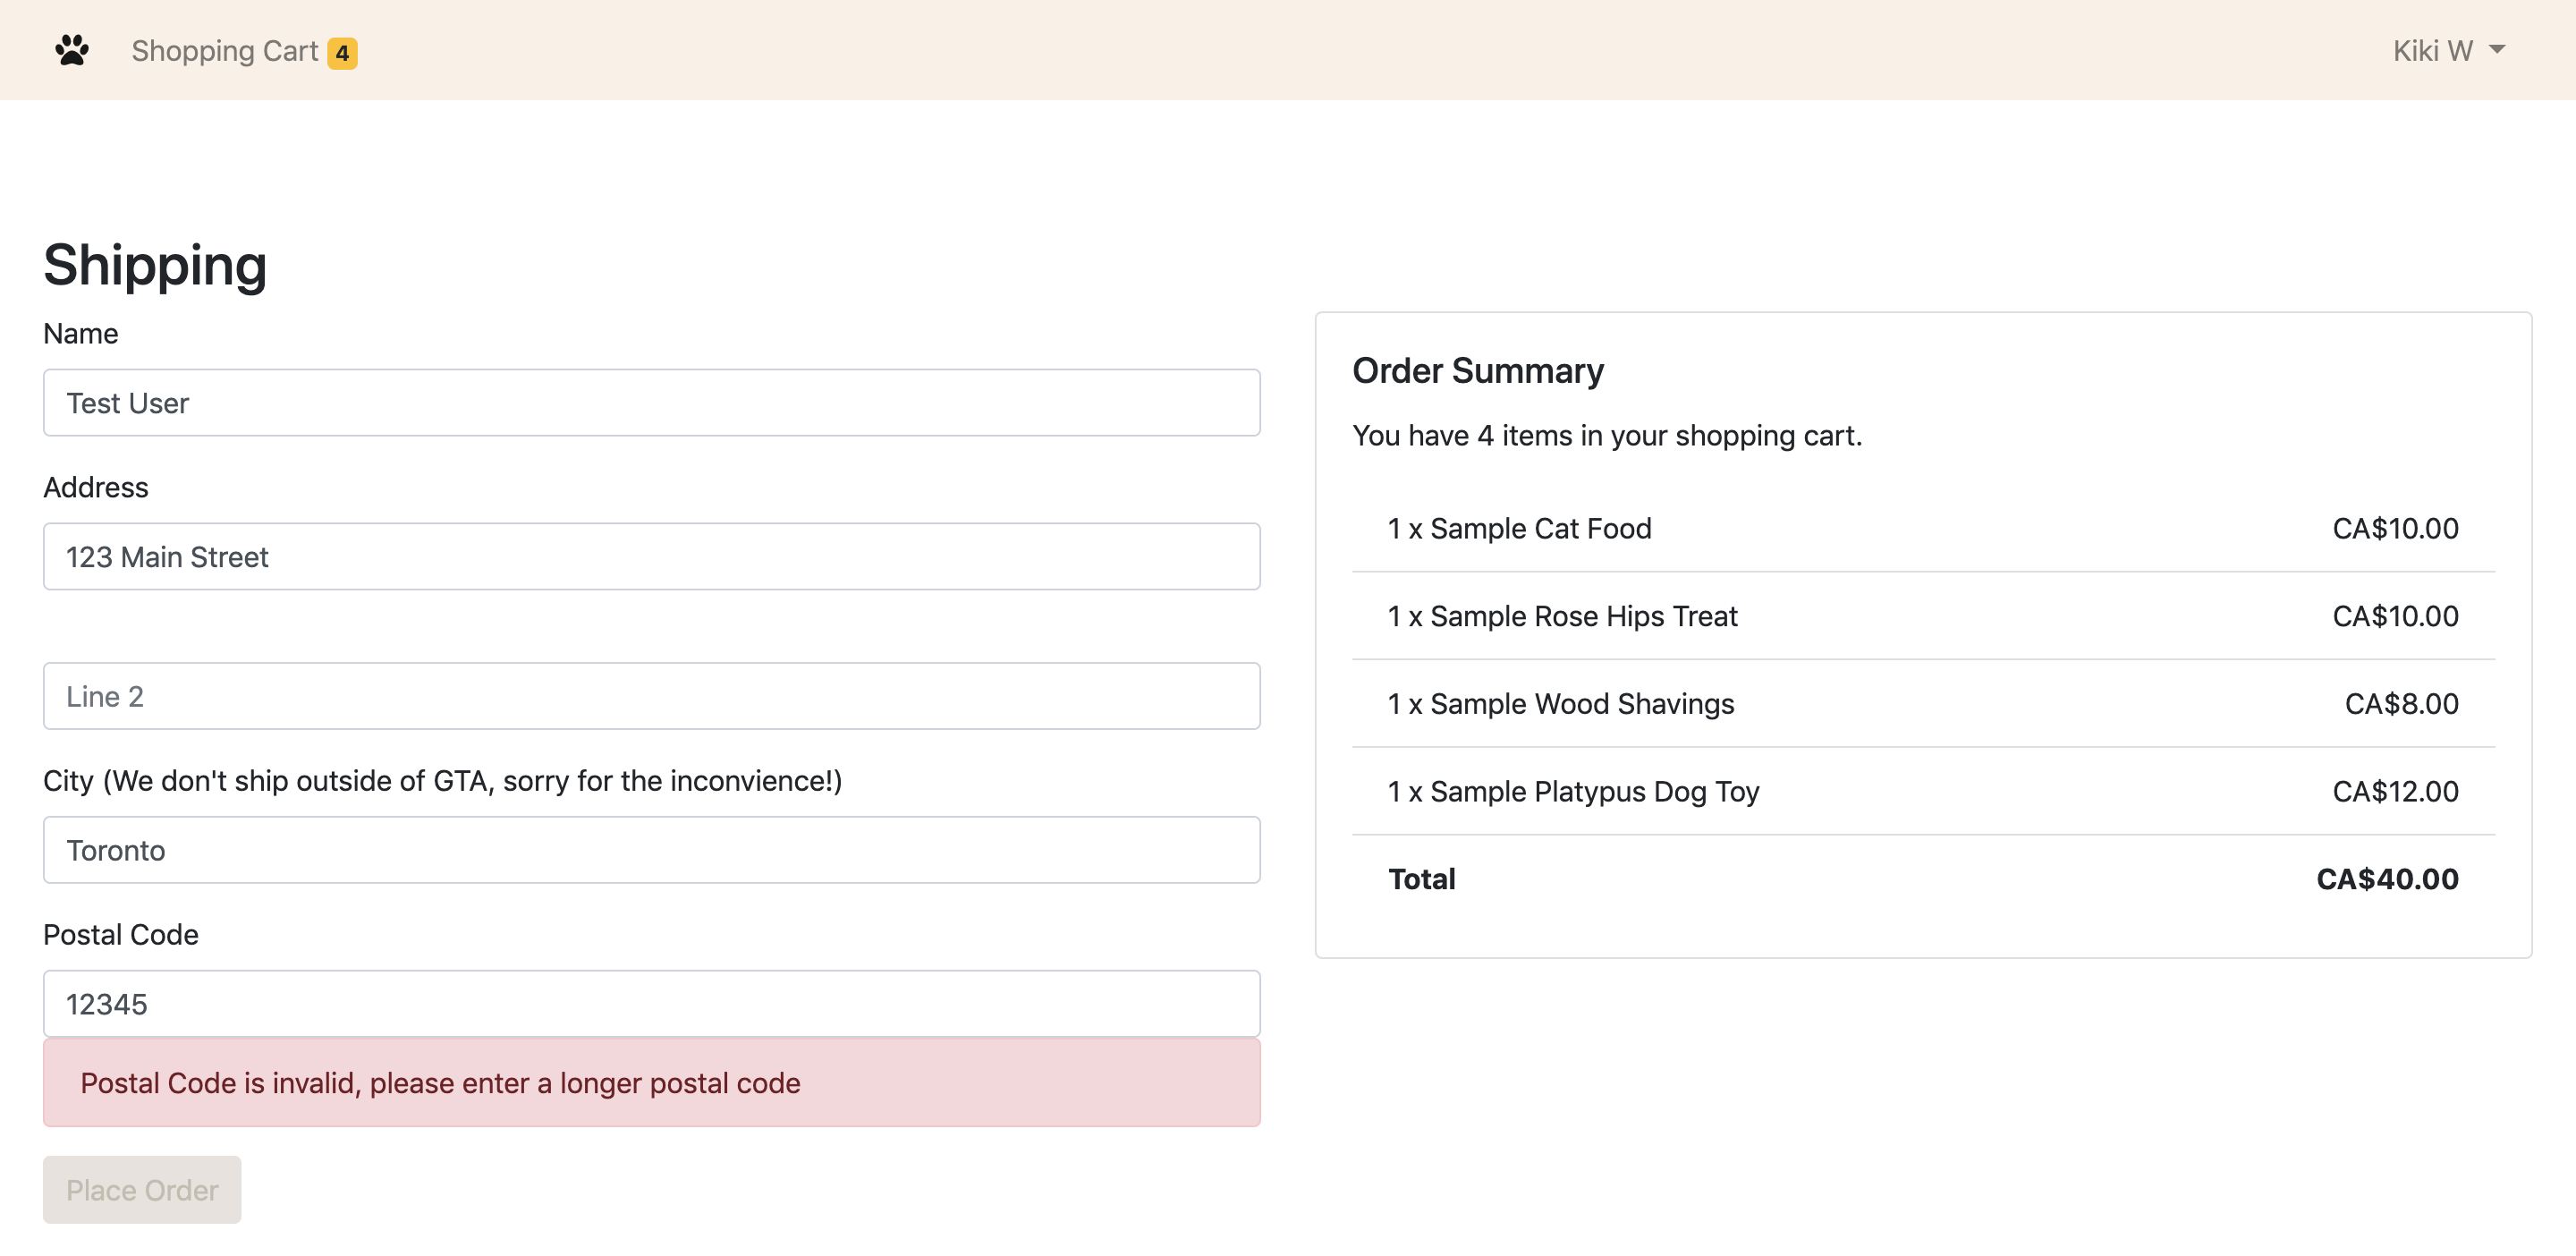 Shopping Cart 4
Kiki W
Shipping
Name
Test User
Address
123 Main Street
Line 2
City (We don't ship outside of GTA, sorry for the inconvience!)
Toronto
Postal Code
12345
Postal Code is invalid, please enter a longer postal code
Place Order
Order Summary
You have 4 items in your shopping cart.
1 x Sample Cat Food CA$10.00
1 x Sample Rose Hips Treat CA$10.00
1 x Sample Wood Shavings CA$8.00
1 x Sample Platypus Dog Toy CA$12.00
Total CA$40.00